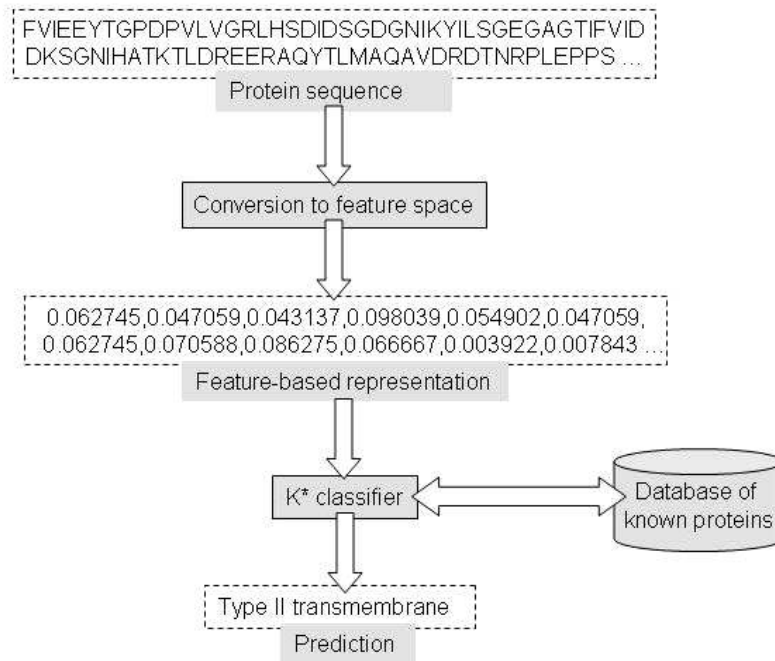 FVIEEYTGPDPVLVGRLHSDIDSGDGNIKYILSGEGAGTIFVIDD
DKSGNIHATKTLDREERAQYTLMAQAVDRDTNRPLEPPS ...
Protein sequence
Conversion to feature space
0.062745,0.047059,0.043137,0.098039,0.054902,0.047059,
0.062745,0.070588,0.086275,0.066667,0.003922,0.007843 ...
Feature-based representation
K* classifier
Database of
known proteins
Type II transmembrane
Prediction